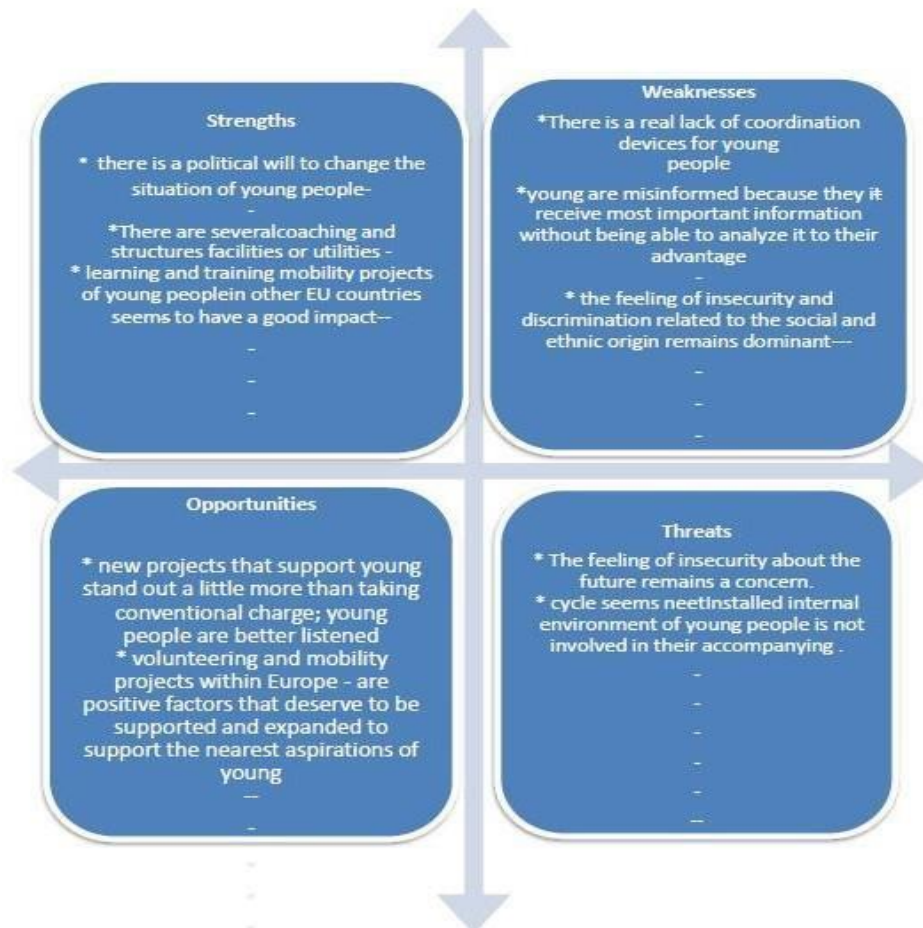 Strengths
* there is a political will to change the
situation of young people-
-
*There are severalcoaching and
structures facilities or utilities -
* learning and training mobility projects
of young peoplein other EU countries
seems to have a good impact--
-
-
-
Weaknesses
*There is a real lack of coordination
devices for young
people
*young are misinformed because they it
receive most important information
without being able to analyze it to their
advantage
-
* the feeling of insecurity and
discrimination related to the social and
ethnic origin remains dominant---
-
-
-
Opportunities
* new projects that support young
stand out a little more than taking
conventional charge; young
people are better listened
* volunteering and mobility
projects within Europe - are
positive factors that deserve to be
supported and expanded to
support the nearest aspirations of
young
--
-
-
-
-
Threats
* The feeling of insecurity about the
future remains a concern.
* cycle seems neetInstalled internal
environment of young people is not
involved in their accompanying .
-
-
-
-
-
--